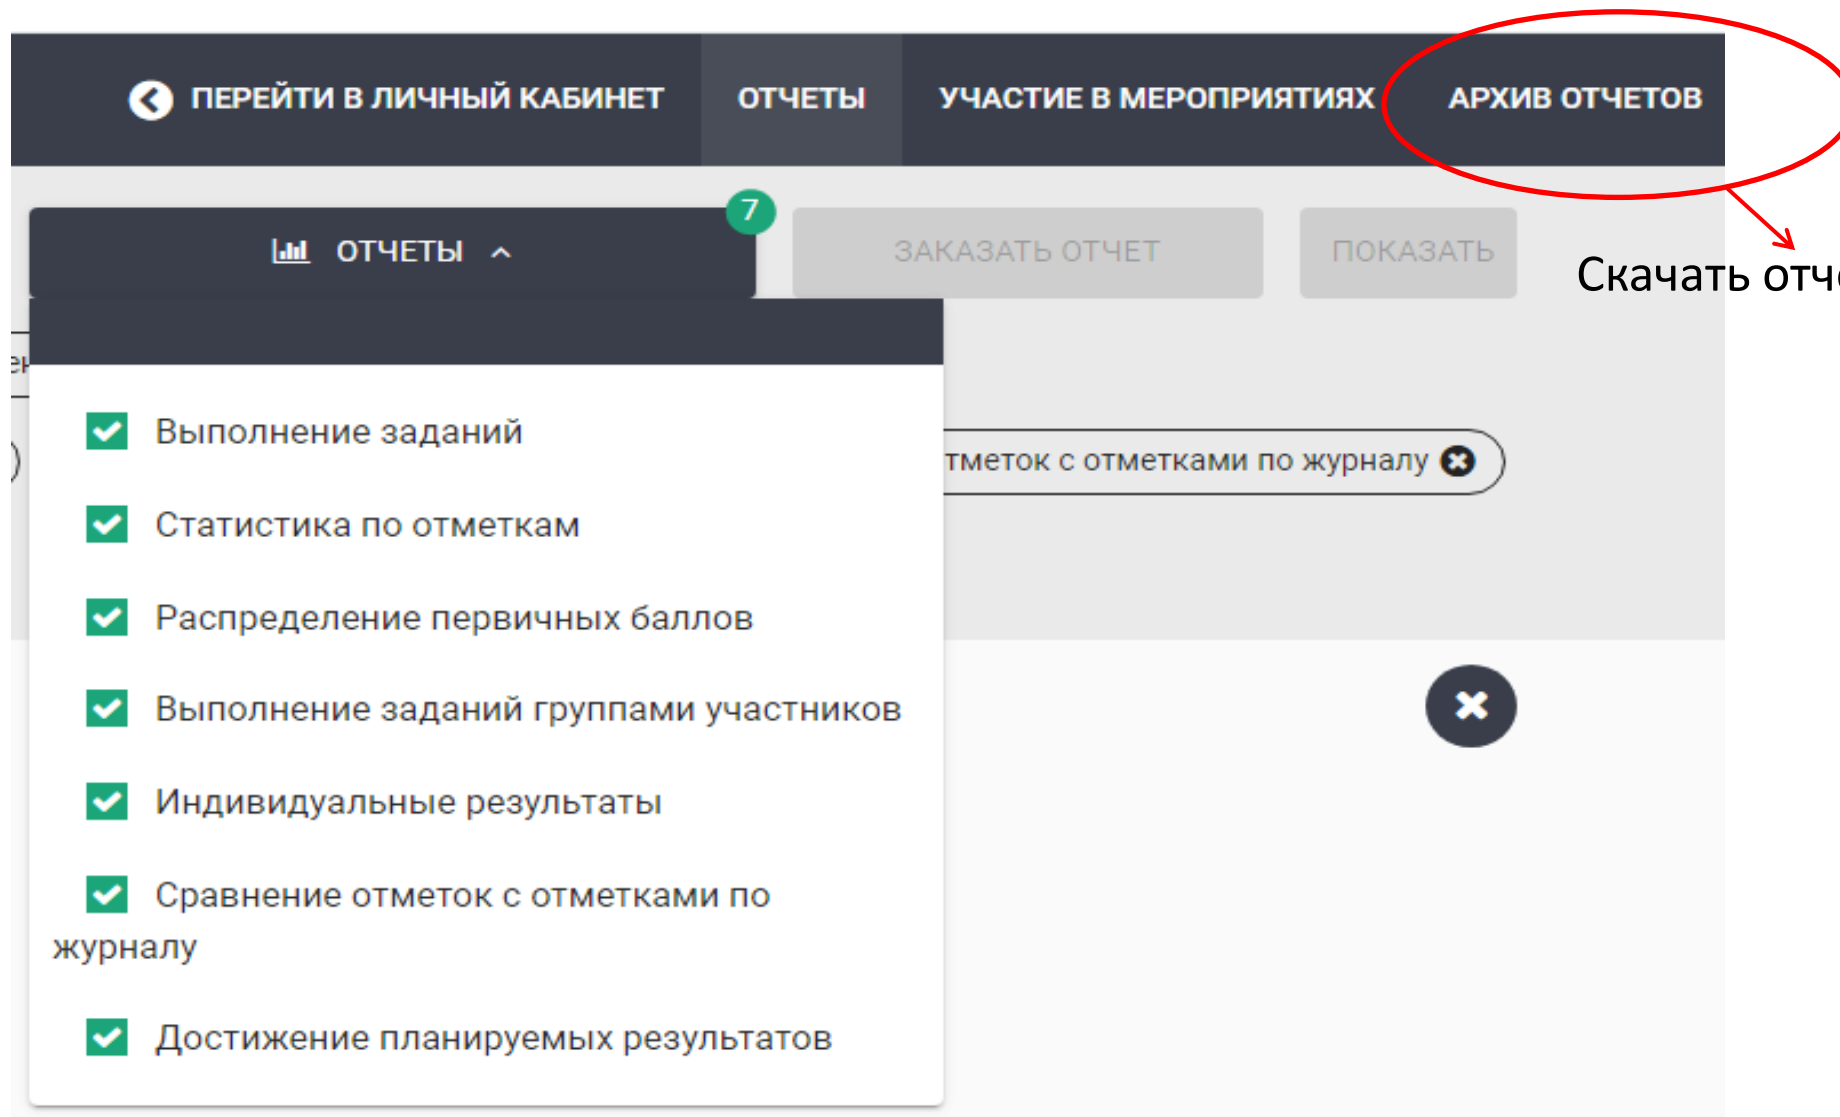 ПЕРЕЙТИ В ЛИЧНЫЙ КАБИНЕТ ОТЧЕТЫ УЧАСТИЕ В МЕРОПРИЯТИЯХ АРХИВ ОТЧЕТОВ
7
ОТЧЕТЫ ЗАКАЗАТЬ ОТЧЕТ ПОКАЗАТЬ
Скачать
Выполнение заданий
с отметками по журналу
Статистика по отметкам
Распределение первичных баллов
Выполнение заданий группами участников
Индивидуальные результаты
Сравнение отметок с отметками по
журналу
Достижение планируемых результатов